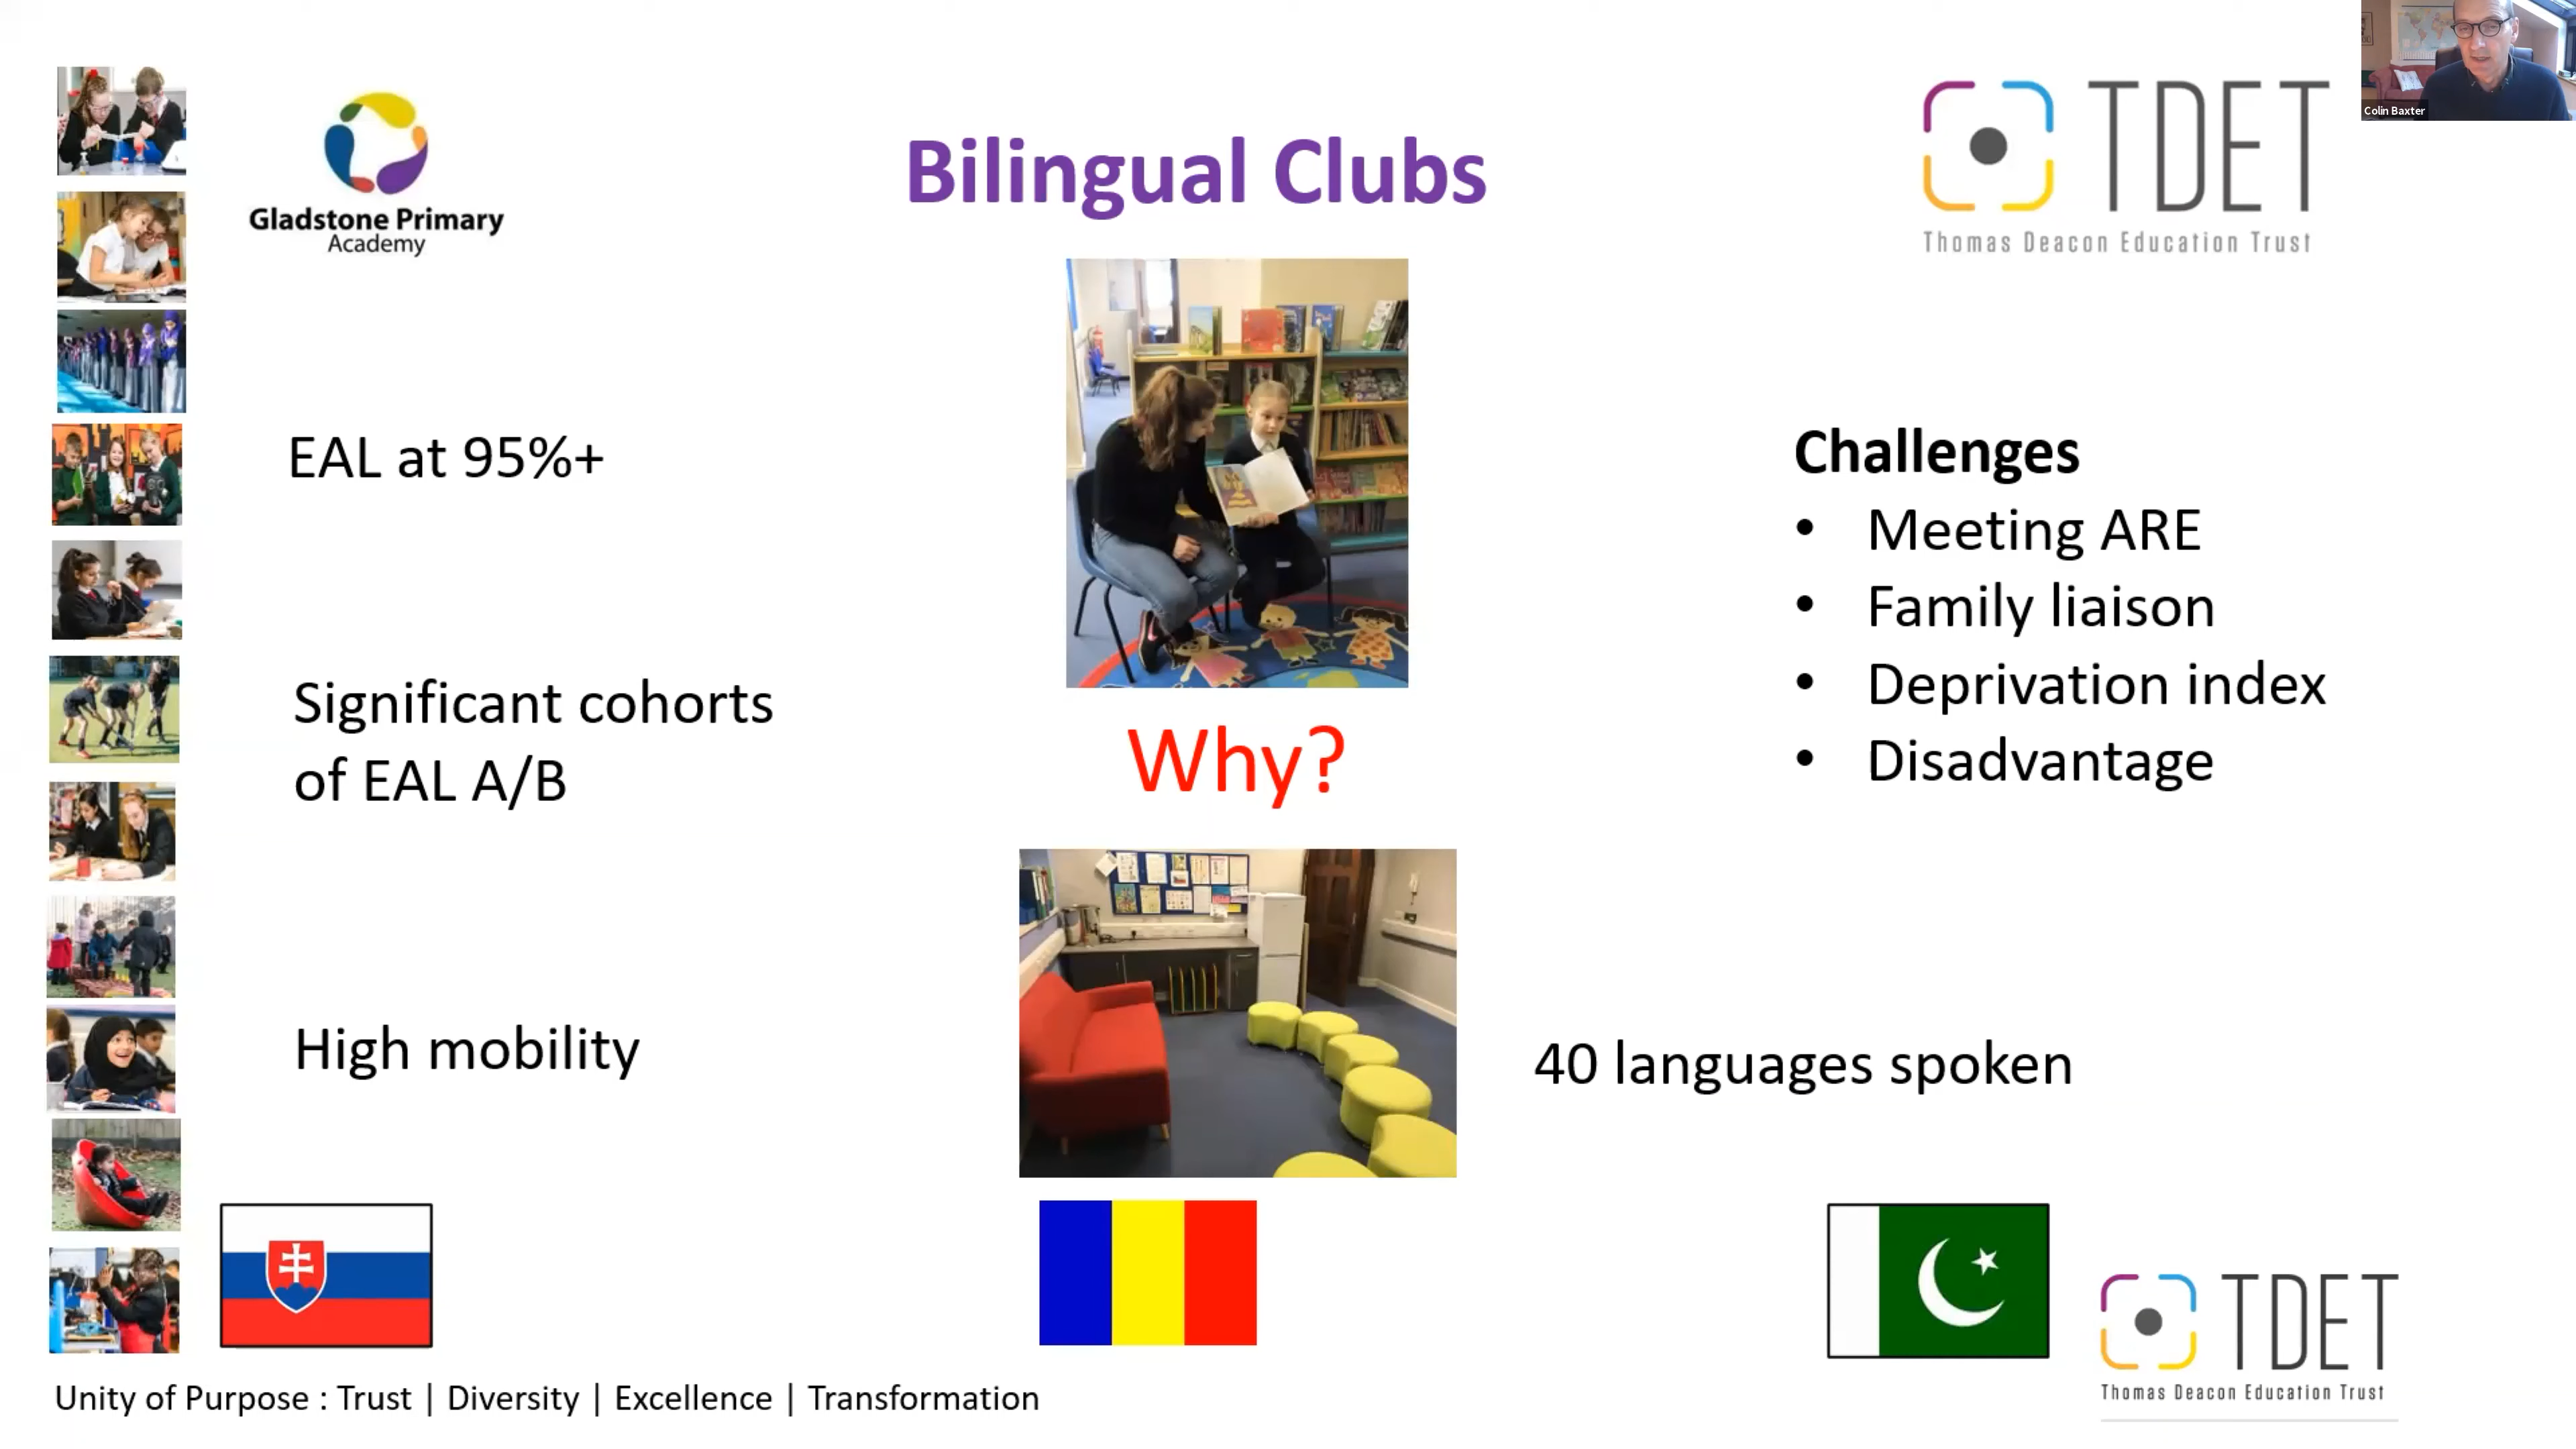 Colin Baxter
Gladstone Primary
Academy
Bilingual Clubs
TDET
Thomas Deacon Education Trust
EAL at 95%+
Significant cohorts
of EAL A/B
High mobility
Why?
Challenges
• Meeting ARE
• Family liaison
• Deprivation index
• Disadvantage
40 languages spoken
TDET
Thomas Deacon Education Trust
Unity of Purpose : Trust | Diversity | Excellence | Transformation